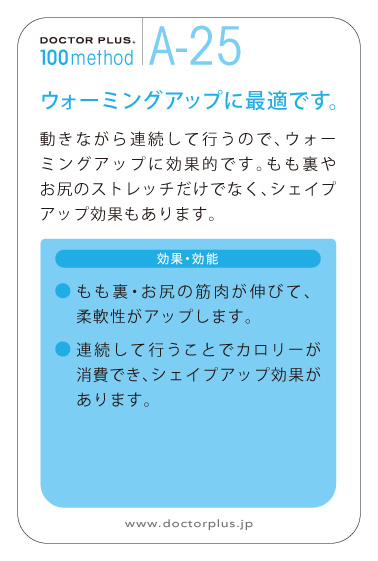 DOCTOR PLUS®
100method
A-25
ウォーミングアップに最適です。
動きながら連続して行うので、ウォー
ミングアップに効果的です。もも裏や
お尻のストレッチだけでなく、シェイプ
アップ効果もあります。
効果・効能
● もも裏・お尻の筋肉が伸びて、
柔軟性がアップします。
● 連続して行うことでカロリーが
消費でき、シェイプアップ効果が
あります。
www.doctorplus.jp